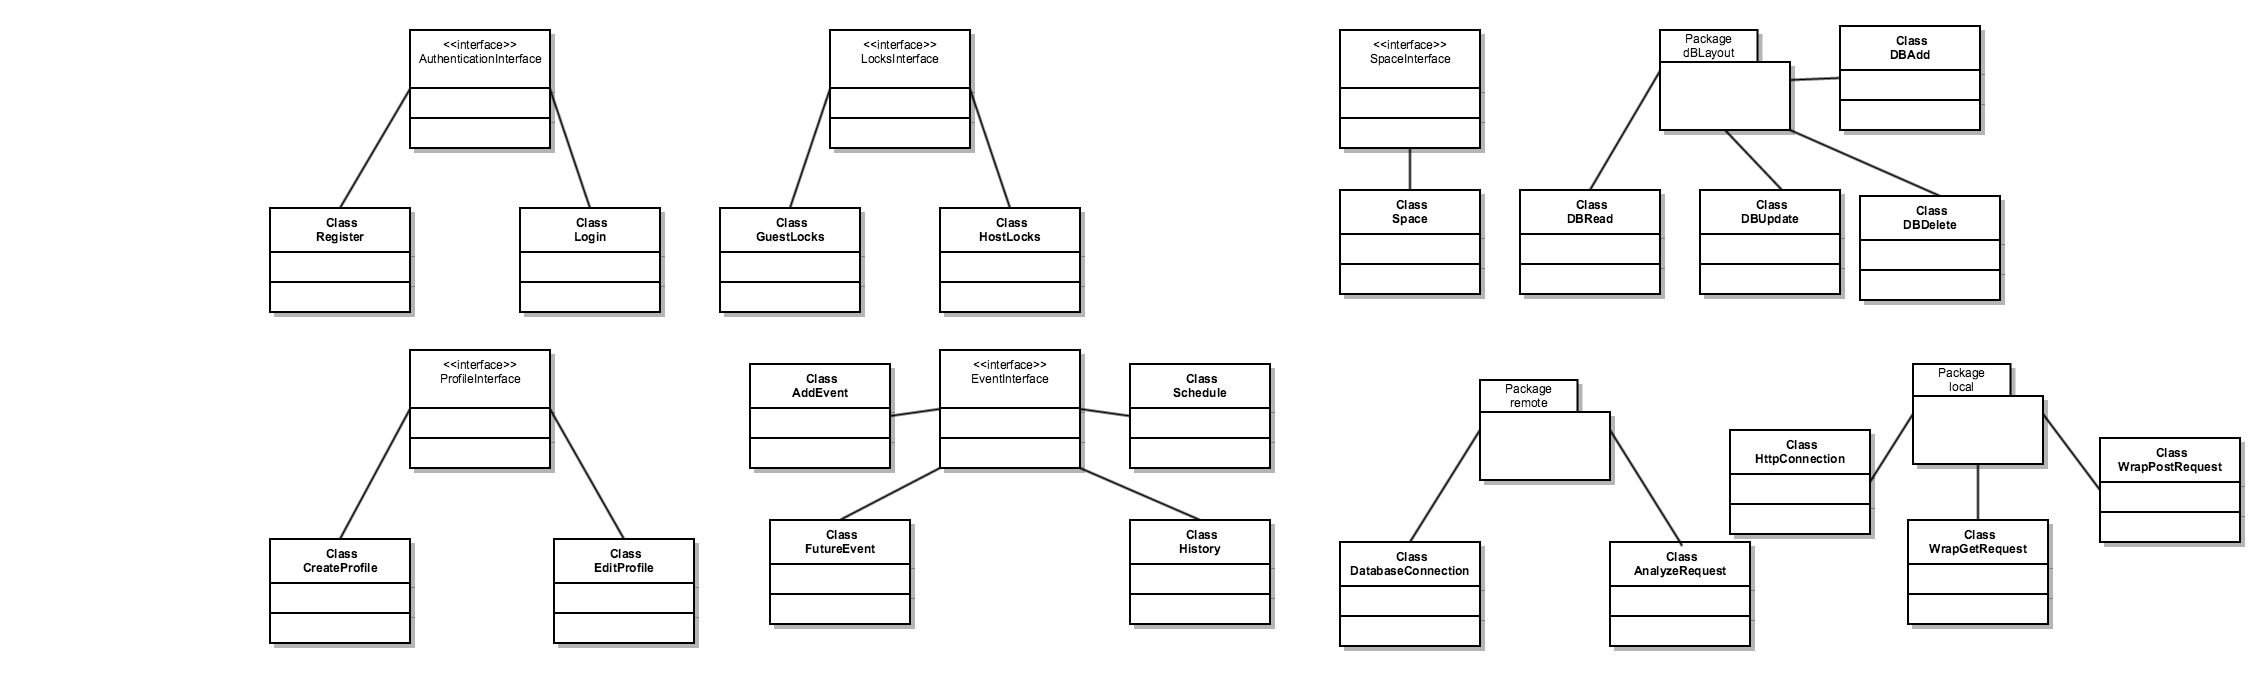 <<interface>>
AuthenticationInterface
Class
Register
Class
Login
<<interface>>
LocksInterface
Class
GuestLocks
Class
HostLocks
<<interface>>
SpaceInterface
Class
Space
Package
dBLayout
Class
DBAdd
Class
DBRead
Class
DBUpdate
Class
DBDelete
<<interface>>
ProfileInterface
Class
CreateProfile
Class
EditProfile
Class
AddEvent
<<interface>>
EventInterface
Class
Schedule
Class
FutureEvent
Class
History
Package
remote
Class
DatabaseConnection
Class
AnalyzeRequest
Package
local
Class
HttpConnection
Class
WrapGetRequest
Class
WrapPostRequest